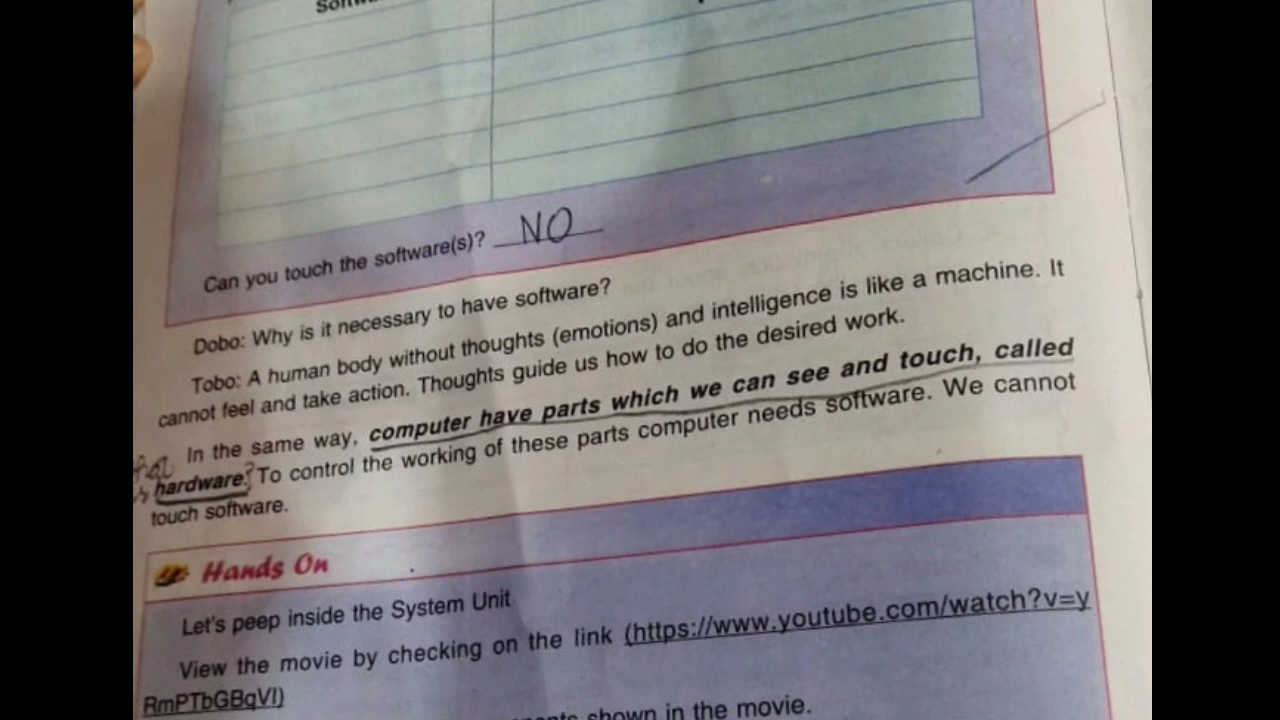 Can you touch the software(s)? NO
Dobo: Why is it necessary to have software?
Tobo: A human body without thoughts (emotions) and intelligence is like a machine. It
cannot feel and take action. Thoughts guide us how to do the desired work.
In the same way, computer have parts which we can see and touch, called
hardware. To control the working of these parts computer needs software. We cannot
touch software.
Hands On
Let's peep inside the System Unit
View the movie by checking on the link (https://www.youtube.com/watch?v=y
RmPTbGBqVI)
shown in the movie.